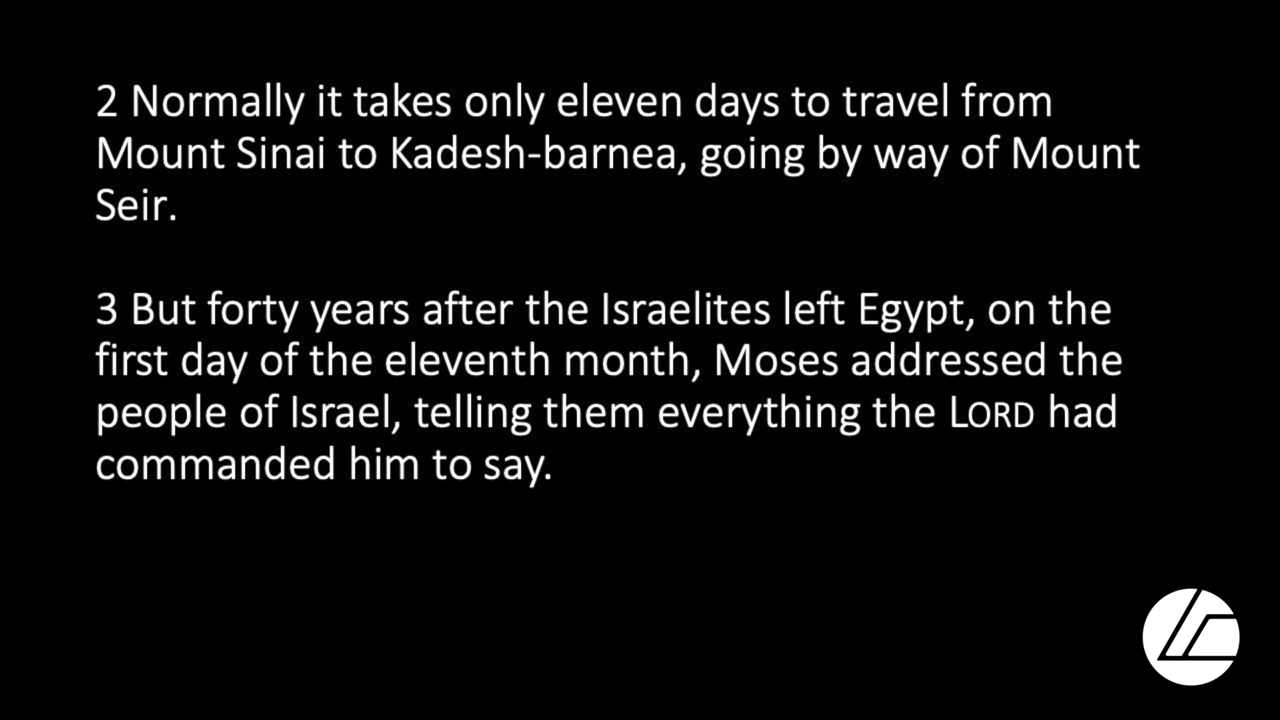 2 Normally it takes only eleven days to travel from
Mount Sinai to Kadesh-barnea, going by way of Mount
Seir.
3 But forty years after the Israelites left Egypt, on the
first day of the eleventh month, Moses addressed the
people of Israel, telling them everything the LORD had
commanded him to say.